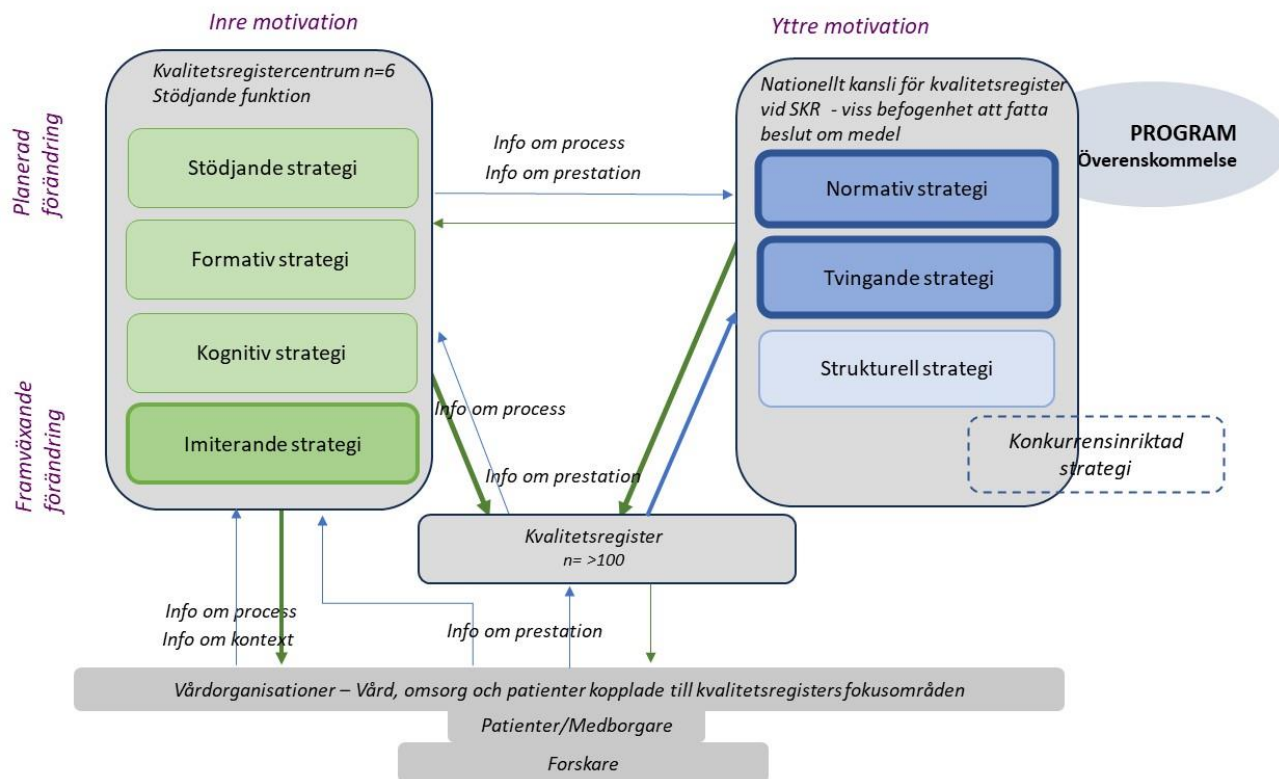 Inre motivation
Yttre motivation
Planerad
förändring
Framväxande
förändring
Kvalitetsregistercentrum n=6
Stödjande funktion
Stödjande strategi
Formativ strategi
Kognitiv strategi
Imiterande strategi
Info om process
Info om prestation
Nationellt kansli för kvalitetsregister
vid SKR - viss befogenhet att fatta
beslut om medel
Normativ strategi
Tvingande strategi
Strukturell strategi
Konkurrensinriktad
strategi
PROGRAM
Överenskommelse
Info om process
Info om prestation
Kvalitetsregister
n= >100
Info om process
Info om kontext
Info om prestation
Vårdorganisationer – Vård, omsorg och patienter kopplade till kvalitetsregisters fokusområden
Patienter/Medborgare
Forskare